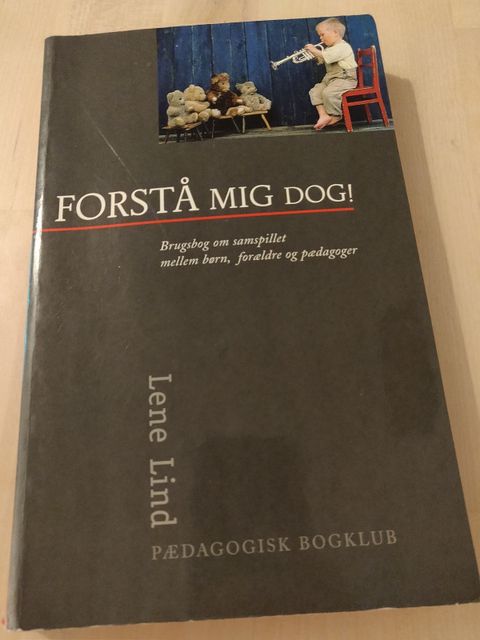 FORSTÅ MIG DOG!
Brugsbog om samspillet
mellem børn, forældre og pædagoger
Lene Lind
PÆDAGOGISK BOGKLUB